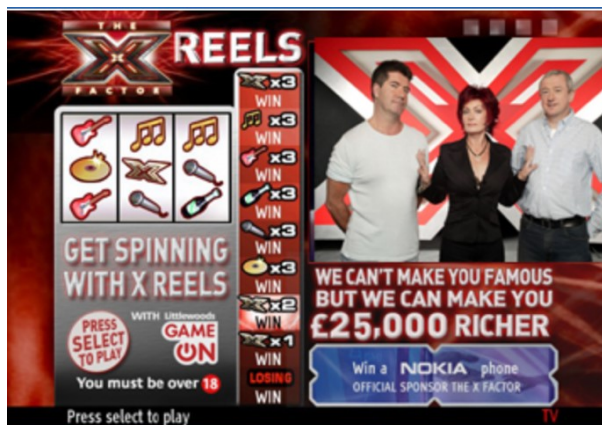 THE
X
FACTOR
REELS
X x3
WIN
x3
WIN
x3
WIN
x3
WIN
x3
WIN
x3
WIN
X x2
WIN
X x1
WIN
LOSING
WIN
GET SPINNING
WITH X REELS
PRESS
SELECT
TO PLAY
WITH Littlewoods
GAME
ON
You must be over 18
WE CAN'T MAKE YOU FAMOUS
BUT WE CAN MAKE YOU
£25,000 RICHER
Win a NOKIA phone
OFFICIAL SPONSOR THE X FACTOR
Press select to play
TV